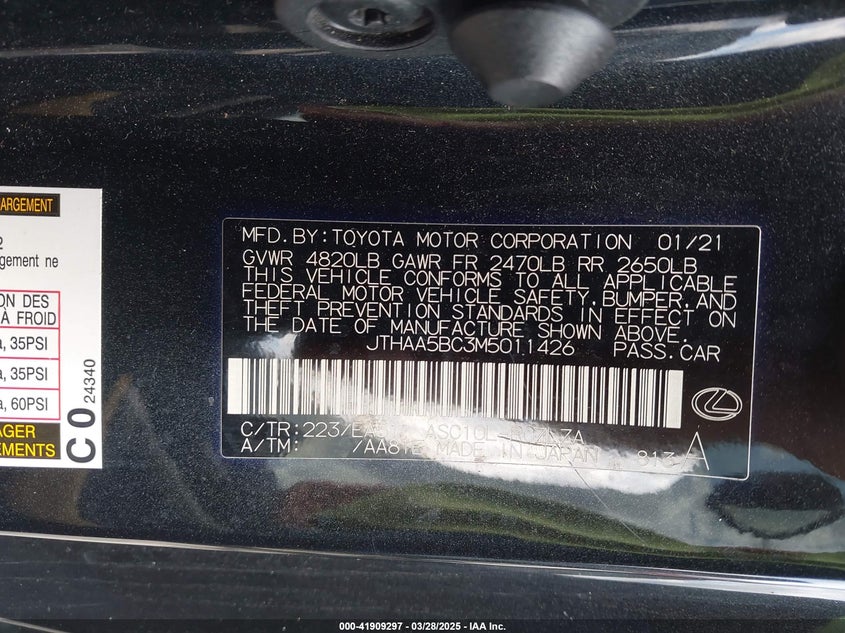 ARGEMENT
2
gement ne
ON DES
À FROID
a, 35PSI
a, 35PSI
a, 60PSI
AGER
EMENTS
C0 24340
MFD.BY:TOYOTA MOTOR CORPORATION 01/21
GVWR 4820LB GAWR FR 2470LB RR 2650LB
THIS VEHICLE CONFORMS TO ALL APPLICABLE
FEDERAL MOTOR VEHICLE SAFETY,BUMPER,AND
THEFT PREVENTION STANDARDS IN EFFECT ON
THE DATE OF MANUFACTURE SHOWN ABOVE.
JTHAA5BC3M5011426 PASS.CAR
C/TR:223/
A/TM: MADE IN JAPAN 813 A
000-41909297 - 03/28/2025 - IAA Inc.